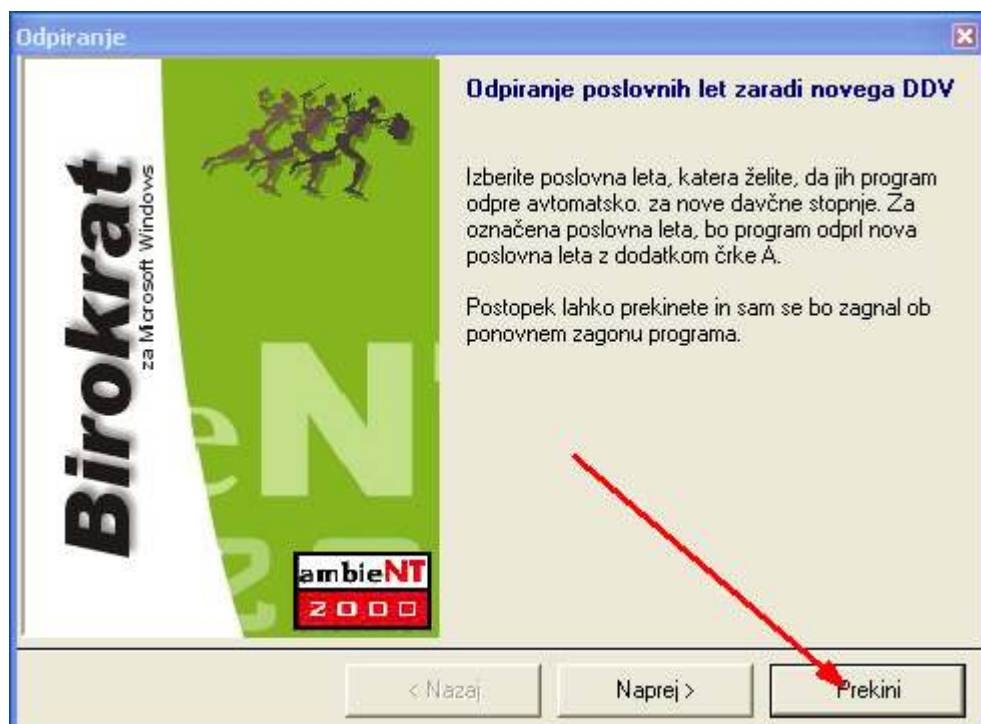 Odpiranje
Birokrat
za Microsoft Windows
eNT
ambieNT
2000
Odpiranje poslovnih let zaradi novega DDV
Izberite poslovna leta, katera želite, da jih program
odpre avtomatsko. za nove davčne stopnje. Za
označena poslovna leta, bo program odprl nova
poslovna leta z dodatkom črke A.
Postopek lahko prekinete in sam se bo zagnal ob
ponovnem zagonu programa.
< Nazaj
Naprej >
Prekini